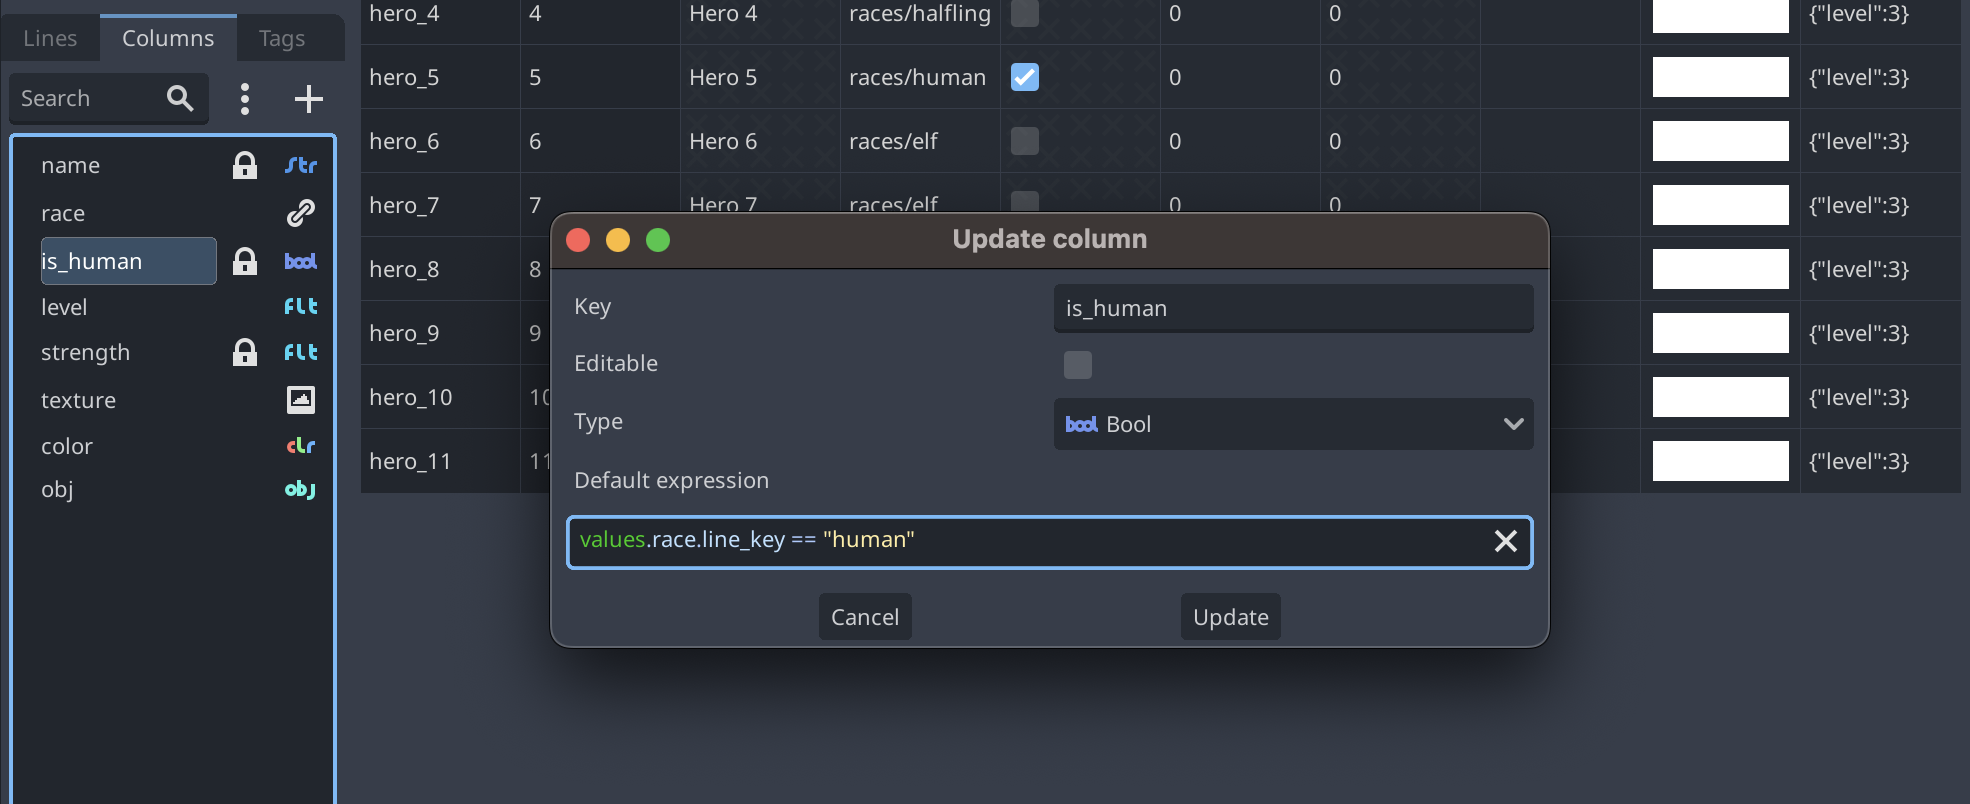 Lines Columns Tags
Search
name Str
race
is_human bool
level FLt
strength FLt
texture
color cLr
obj obj
hero_4 4 Hero 4 races/halfling 0 0 {"level":3}
hero_5 5 Hero 5 races/human 0 0 {"level":3}
hero_6 6 Hero 6 races/elf 0 0 {"level":3}
hero_7 7 Hero 7 races/elf 0 0 {"level":3}
hero_8 8 {"level":3}
hero_9 9 {"level":3}
hero_10 10 {"level":3}
hero_11 11 {"level":3}
Update column
Key is_human
Editable
Type bool Bool
Default expression
values.race.line_key == "human"
Cancel Update